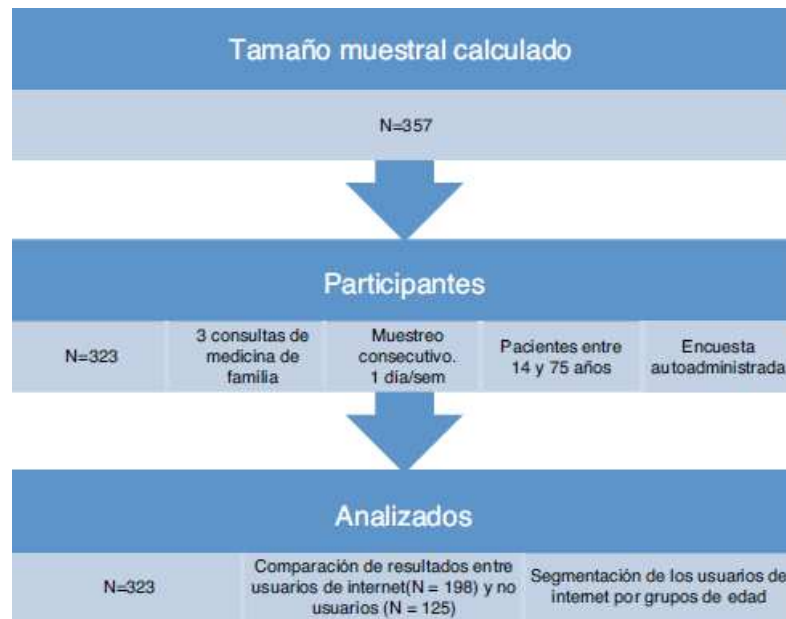 Tamaño muestral calculado
N=357
Participantes
N=323
3 consultas de
medicina de
familia
Muestreo
consecutivo.
1 día/sem
Pacientes entre
14 y 75 años
Encuesta
autoadministrada
Analizados
N=323
Comparación de resultados entre
usuarios de internet(N = 198) y no
usuarios (N = 125)
Segmentación de los usuarios de
internet por grupos de edad